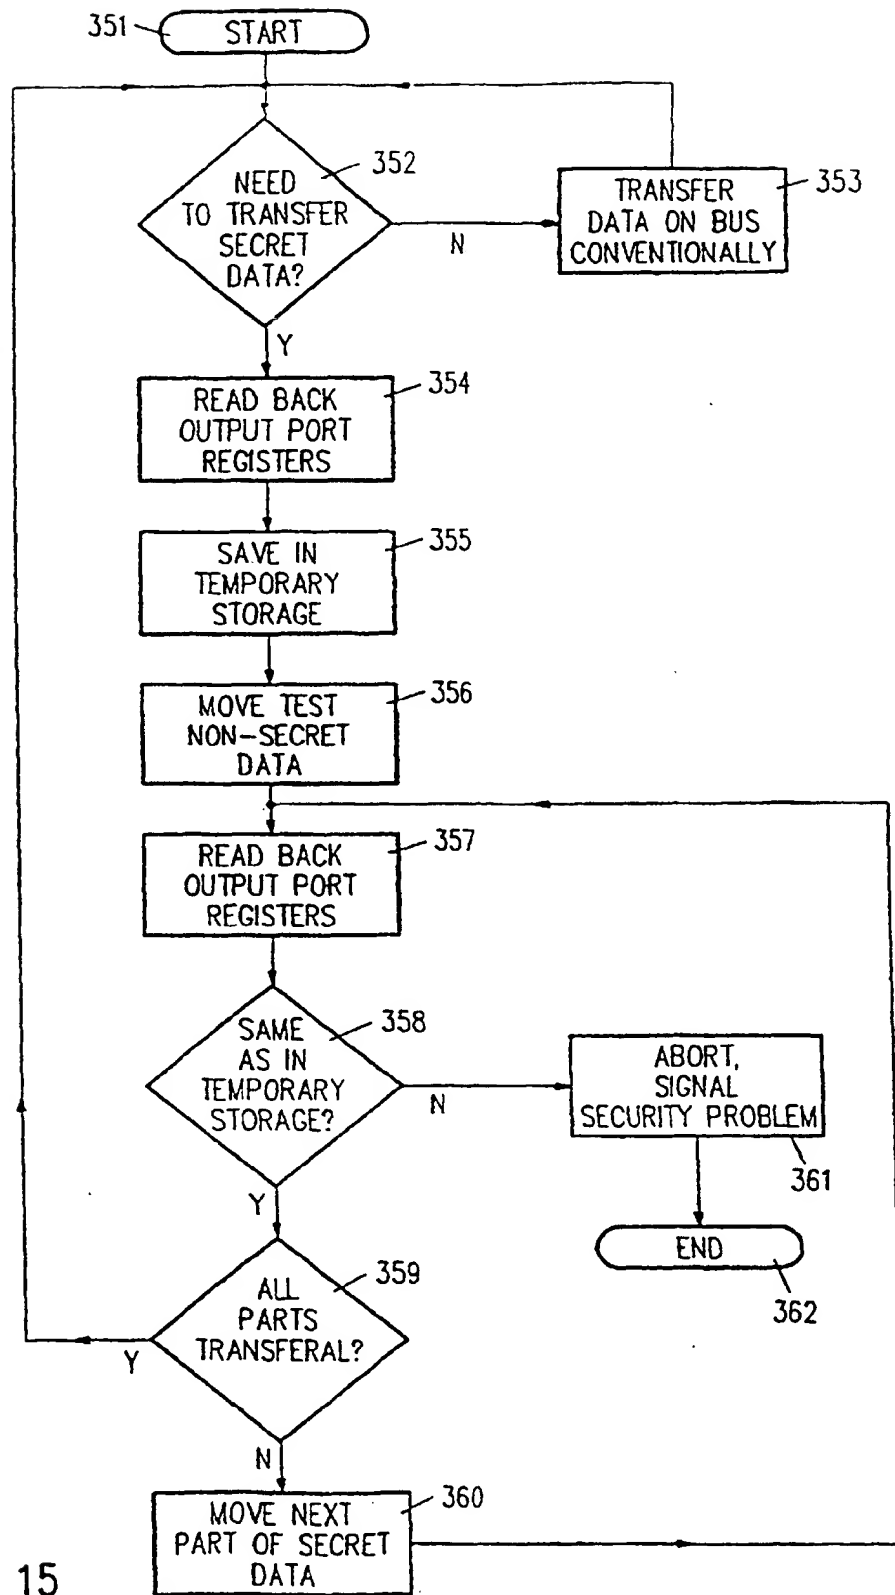 351
START
352
NEED
TO TRANSFER
SECRET
DATA?
N
353
TRANSFER
DATA ON BUS
CONVENTIONALLY
Y
354
READ BACK
OUTPUT PORT
REGISTERS
355
SAVE IN
TEMPORARY
STORAGE
356
MOVE TEST
NON-SECRET
DATA
357
READ BACK
OUTPUT PORT
REGISTERS
358
SAME
AS IN
TEMPORARY
STORAGE?
N
ABORT,
SIGNAL
SECURITY PROBLEM
361
Y
END
362
359
ALL
PARTS
TRANSFERAL?
Y
N
360
MOVE NEXT
PART OF SECRET
DATA
15